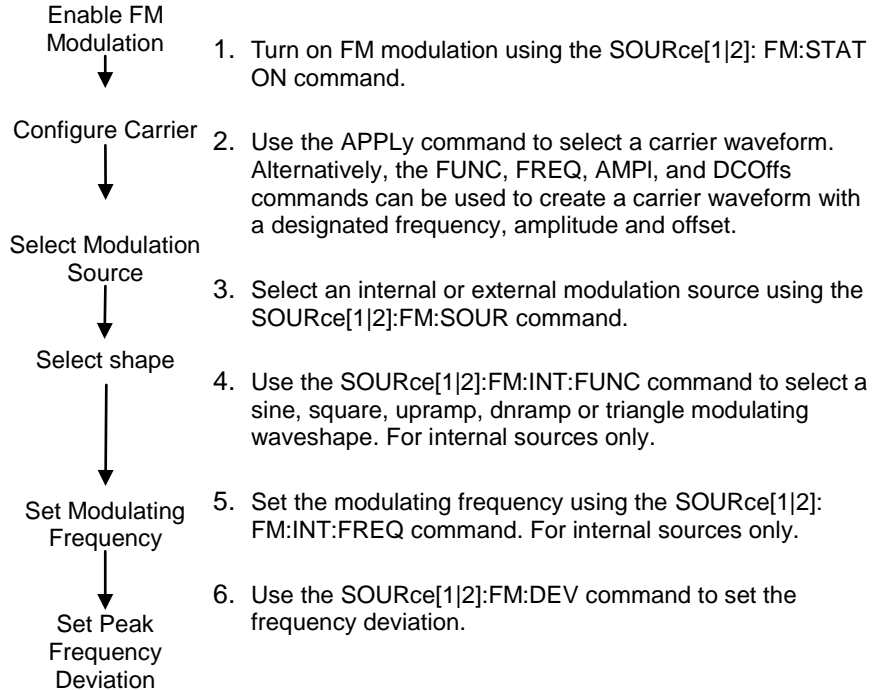 Enable FM
Modulation
1. Turn on FM modulation using the SOURce[1|2]: FM:STAT
ON command.
Configure Carrier
2. Use the APPLy command to select a carrier waveform.
Alternatively, the FUNC, FREQ, AMPl, and DCOffs
commands can be used to create a carrier waveform with
a designated frequency, amplitude and offset.
Select Modulation
Source
3. Select an internal or external modulation source using the
SOURce[1|2]:FM:SOUR command.
Select shape
4. Use the SOURce[1|2]:FM:INT:FUNC command to select a
sine, square, upramp, dnramp or triangle modulating
waveshape. For internal sources only.
Set Modulating
Frequency
5. Set the modulating frequency using the SOURce[1|2]:
FM:INT:FREQ command. For internal sources only.
Set Peak
Frequency
Deviation
6. Use the SOURce[1|2]:FM:DEV command to set the
frequency deviation.